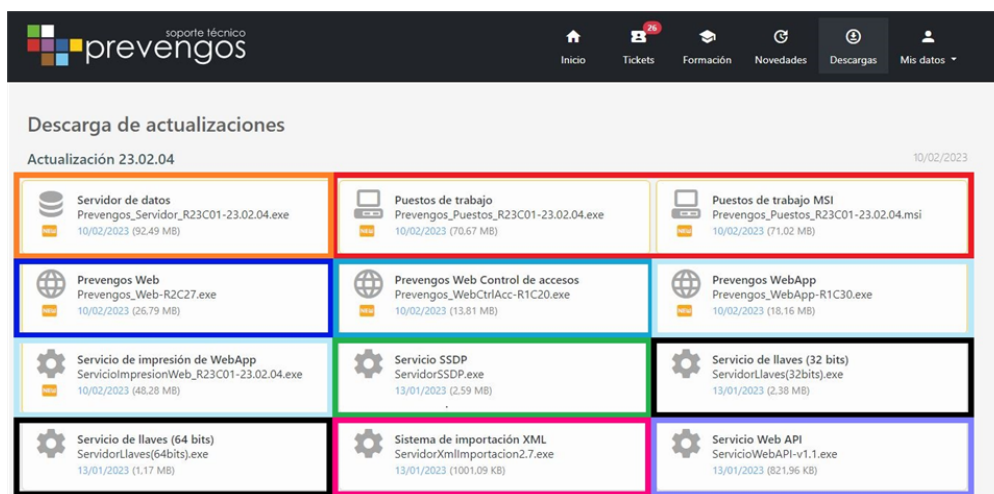 soporte técnico
prevengos
26
Inicio
Tickets
Formación
Novedades
Descargas
Mis datos
Descarga de actualizaciones
Actualización 23.02.04
10/02/2023
Servidor de datos
Prevengos_Servidor_R23C01-23.02.04.exe
NEW
10/02/2023 (92,49 MB)
Puestos de trabajo
Prevengos_Puestos_R23C01-23.02.04.exe
NEW
10/02/2023 (70,67 MB)
Puestos de trabajo MSI
Prevengos_Puestos_R23C01-23.02.04.msi
NEW
10/02/2023 (71,02 MB)
Prevengos Web
Prevengos_Web-R2C27.exe
NEW
10/02/2023 (26,79 MB)
Prevengos Web Control de accesos
Prevengos_WebCtrlAcc-R1C20.exe
NEW
10/02/2023 (13,81 MB)
Prevengos WebApp
Prevengos_WebApp-R1C30.exe
NEW
10/02/2023 (18,16 MB)
Servicio de impresión de WebApp
ServicioImpresionWeb_R23C01-23.02.04.exe
NEW
10/02/2023 (48,28 MB)
Servicio SSDP
ServidorSSDP.exe
13/01/2023 (2,59 MB)
Servicio de llaves (32 bits)
ServidorLlaves(32bits).exe
13/01/2023 (2,38 MB)
Servicio de llaves (64 bits)
ServidorLlaves(64bits).exe
13/01/2023 (1,17 MB)
Sistema de importación XML
ServidorXmlImportacion2.7.exe
13/01/2023 (1001,09 KB)
Servicio Web API
ServicioWebAPI-v1.1.exe
13/01/2023 (821,96 KB)